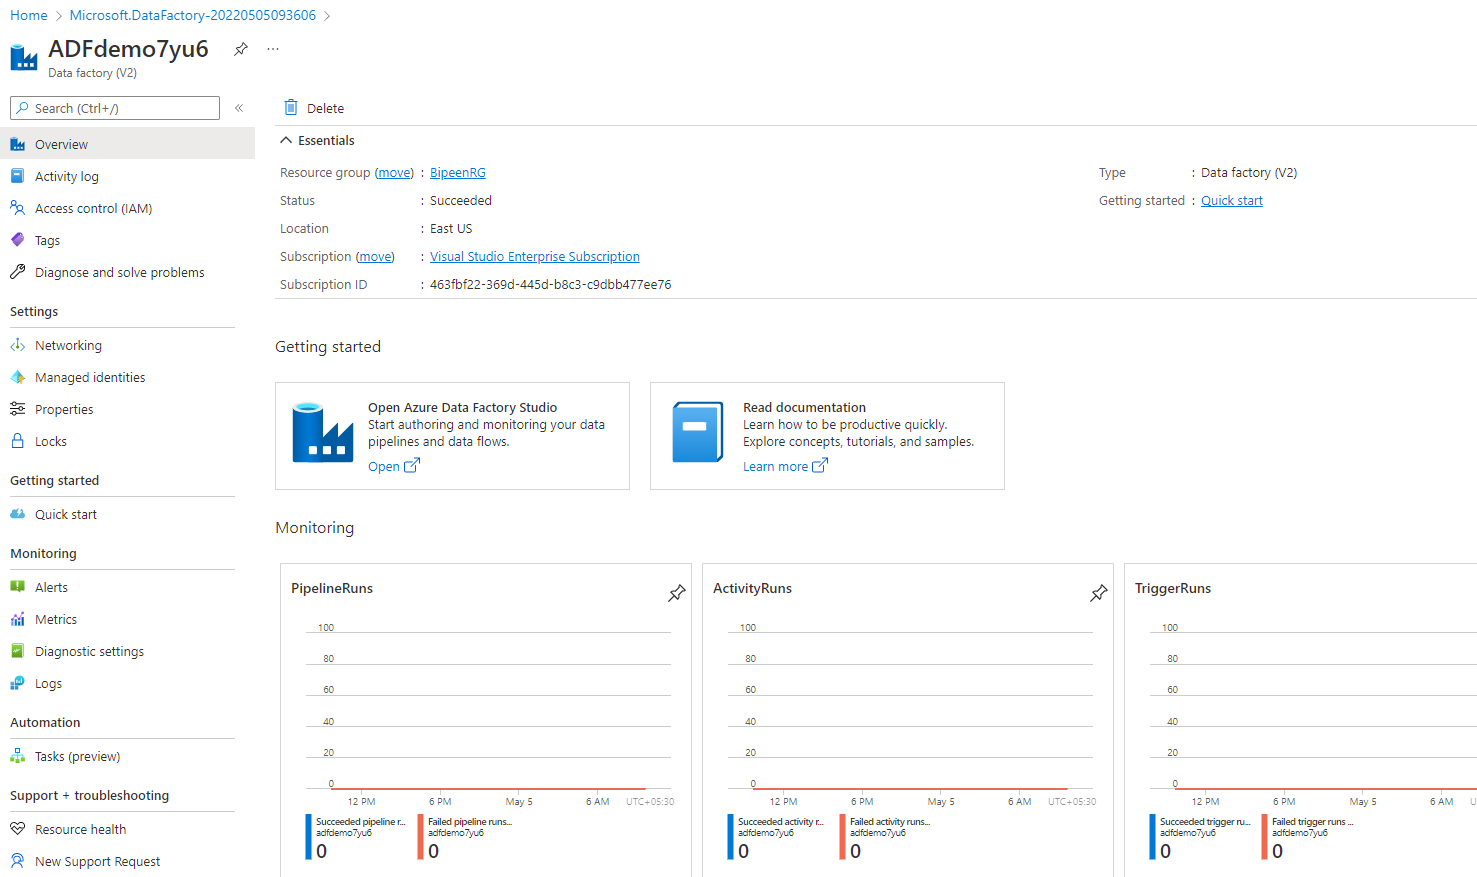 Home > Microsoft.DataFactory-20220505093606 >
ADFdemo7yu6 ...
Data factory (V2)
Search (Ctrl+/) «
Overview
Activity log
Access control (IAM)
Tags
Diagnose and solve problems
Settings
Networking
Managed identities
Properties
Locks
Getting started
Quick start
Monitoring
Alerts
Metrics
Diagnostic settings
Logs
Automation
Tasks (preview)
Support + troubleshooting
Resource health
New Support Request
Delete
Essentials
Resource group (move) : BipeenRG
Status : Succeeded
Location : East US
Subscription (move) : Visual Studio Enterprise Subscription
Subscription ID : 463fbf22-369d-445d-b8c3-c9dbb477ee76
Type : Data factory (V2)
Getting started : Quick start
Getting started
Open Azure Data Factory Studio
Start authoring and monitoring your data
pipelines and data flows.
Open
Read documentation
Learn how to be productive quickly.
Explore concepts, tutorials, and samples.
Learn more
Monitoring
PipelineRuns
100
80
60
40
20
0
12 PM 6 PM May 5 6 AM UTC+05:30
Succeeded pipeline r...
adfdemo7yu6
0
Failed pipeline runs...
adfdemo7yu6
0
ActivityRuns
100
80
60
40
20
0
12 PM 6 PM May 5 6 AM UTC+05:30
Succeeded activity r...
adfdemo7yu6
0
Failed activity runs...
adfdemo7yu6
0
TriggerRuns
100
80
60
40
20
0
12 PM 6 PM May 5 6 AM U
Succeeded trigger ru...
adfdemo7yu6
0
Failed trigger runs ...
adfdemo7yu6
0